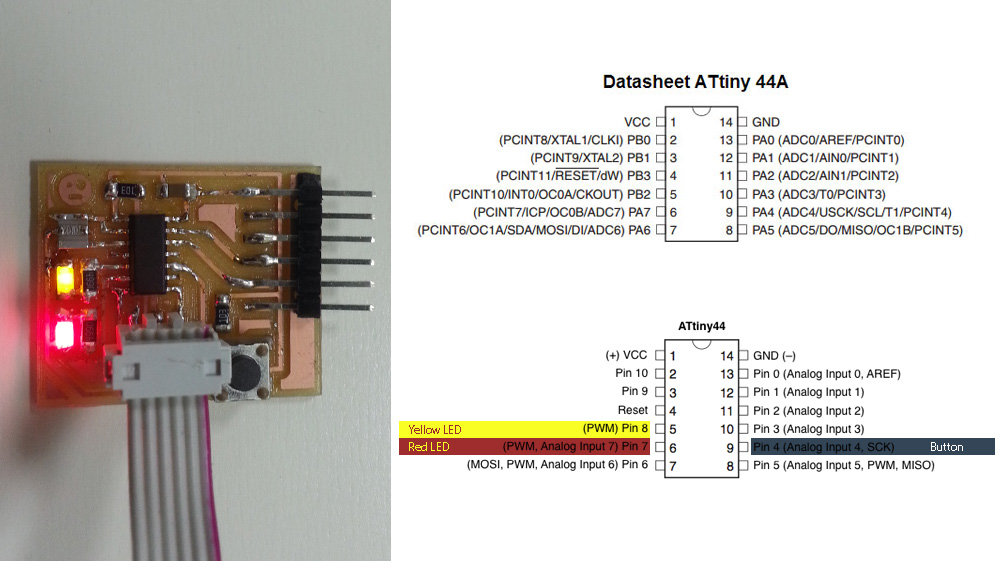 Datasheet ATtiny 44A
VCC 1 14 GND
(PCINT8/XTAL1/CLKI) PB0 2 13 PA0 (ADC0/AREF/PCINT0)
(PCINT9/XTAL2) PB1 3 12 PA1 (ADC1/AIN0/PCINT1)
(PCINT11/RESET/dW) PB3 4 11 PA2 (ADC2/AIN1/PCINT2)
(PCINT10/INT0/OC0A/CKOUT) PB2 5 10 PA3 (ADC3/T0/PCINT3)
(PCINT7/ICP/OC0B/ADC7) PA7 6 9 PA4 (ADC4/USCK/SCL/T1/PCINT4)
(PCINT6/OC1A/SDA/MOSI/DI/ADC6) PA6 7 8 PA5 (ADC5/DO/MISO/OC1B/PCINT5)
ATtiny44
(+) VCC 1 14 GND (–)
Pin 10 2 13 Pin 0 (Analog Input 0, AREF)
Pin 9 3 12 Pin 1 (Analog Input 1)
Reset 4 11 Pin 2 (Analog Input 2)
Yellow LED (PWM) Pin 8 5 10 Pin 3 (Analog Input 3)
Red LED (PWM, Analog Input 7) Pin 7 6 9 Pin 4 (Analog Input 4, SCK) Button
(MOSI, PWM, Analog Input 6) Pin 6 7 8 Pin 5 (Analog Input 5, PWM, MISO)